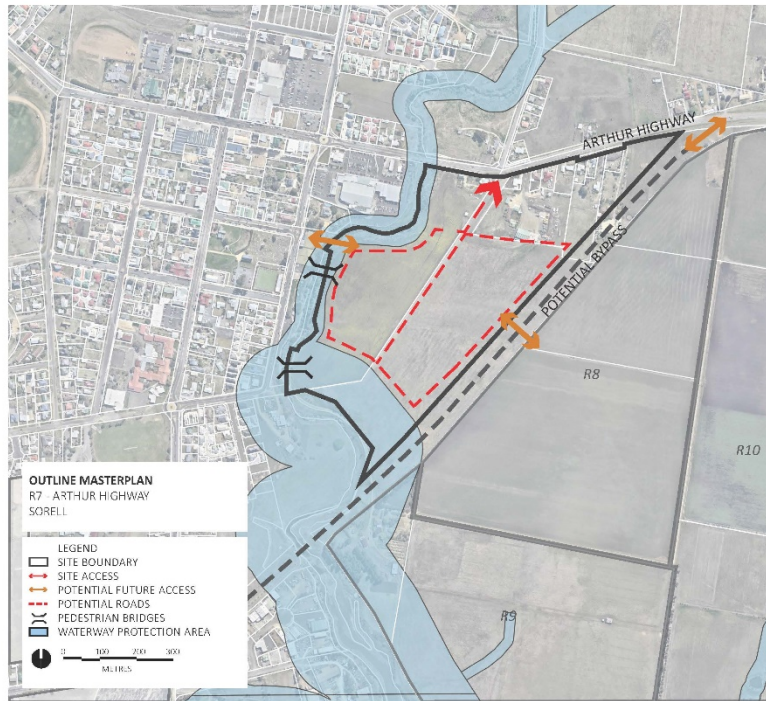 ARTHUR HIGHWAY
POTENTIAL BYPASS
R8
R10
R9
OUTLINE MASTERPLAN
R7 - ARTHUR HIGHWAY
SORELL
LEGEND
SITE BOUNDARY
SITE ACCESS
POTENTIAL FUTURE ACCESS
POTENTIAL ROADS
PEDESTRIAN BRIDGES
WATERWAY PROTECTION AREA
0 100 200 300
METRES